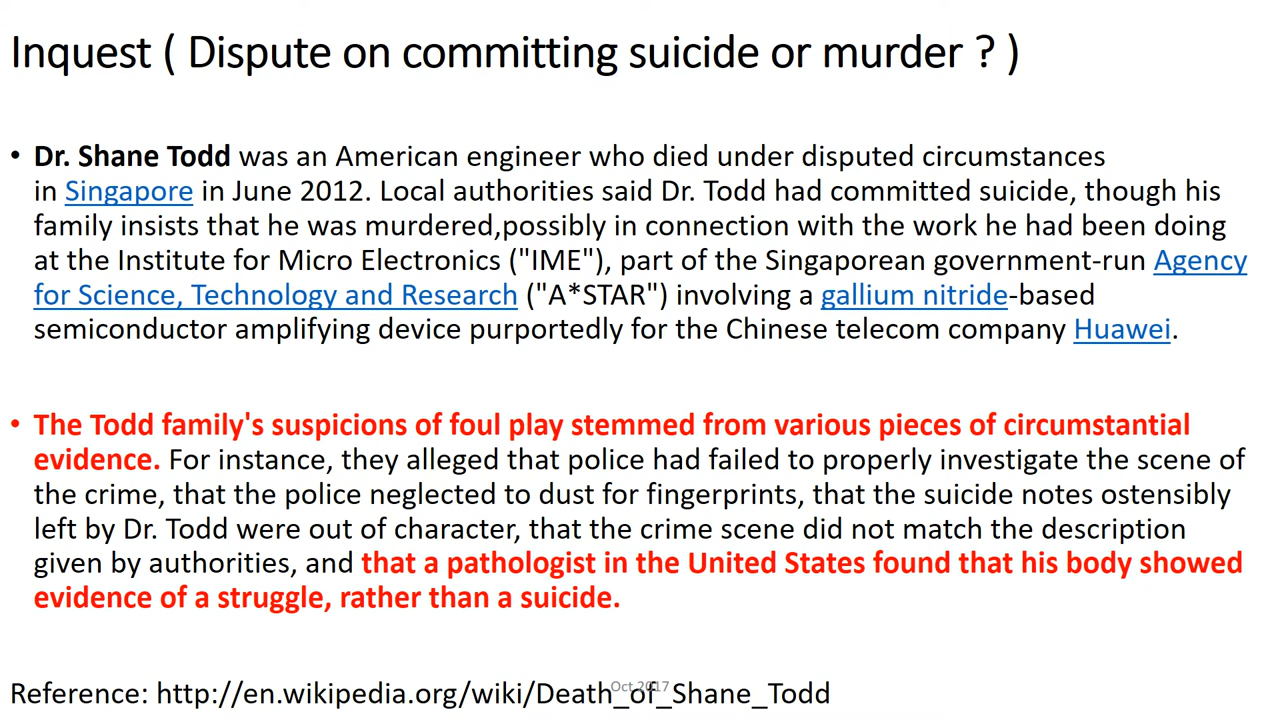 Inquest ( Dispute on committing suicide or murder ? )
• Dr. Shane Todd was an American engineer who died under disputed circumstances
in Singapore in June 2012. Local authorities said Dr. Todd had committed suicide, though his
family insists that he was murdered,possibly in connection with the work he had been doing
at the Institute for Micro Electronics ("IME"), part of the Singaporean government-run Agency
for Science, Technology and Research ("A*STAR") involving a gallium nitride-based
semiconductor amplifying device purportedly for the Chinese telecom company Huawei.
• The Todd family's suspicions of foul play stemmed from various pieces of circumstantial
evidence. For instance, they alleged that police had failed to properly investigate the scene of
the crime, that the police neglected to dust for fingerprints, that the suicide notes ostensibly
left by Dr. Todd were out of character, that the crime scene did not match the description
given by authorities, and that a pathologist in the United States found that his body showed
evidence of a struggle, rather than a suicide.
Reference: http://en.wikipedia.org/wiki/Death_of_Shane_Todd
Oct 2017